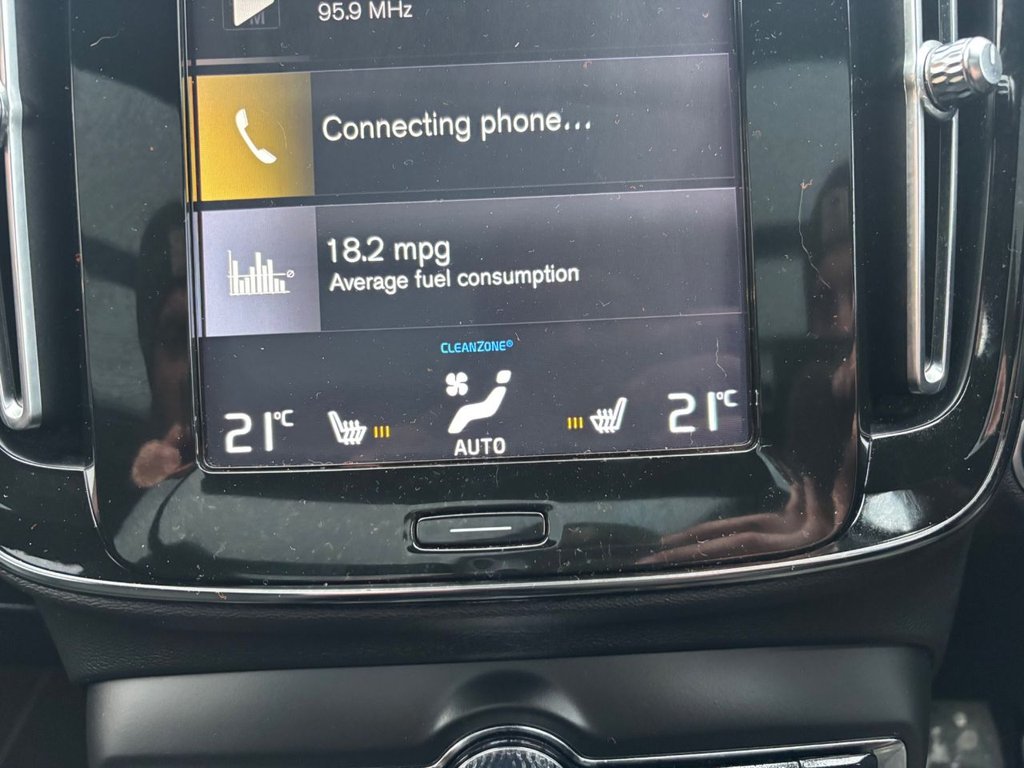 95.9 MHz
Connecting phone...
18.2 mpg
Average fuel consumption
CLEANZONE®
21°C
21°C
AUTO